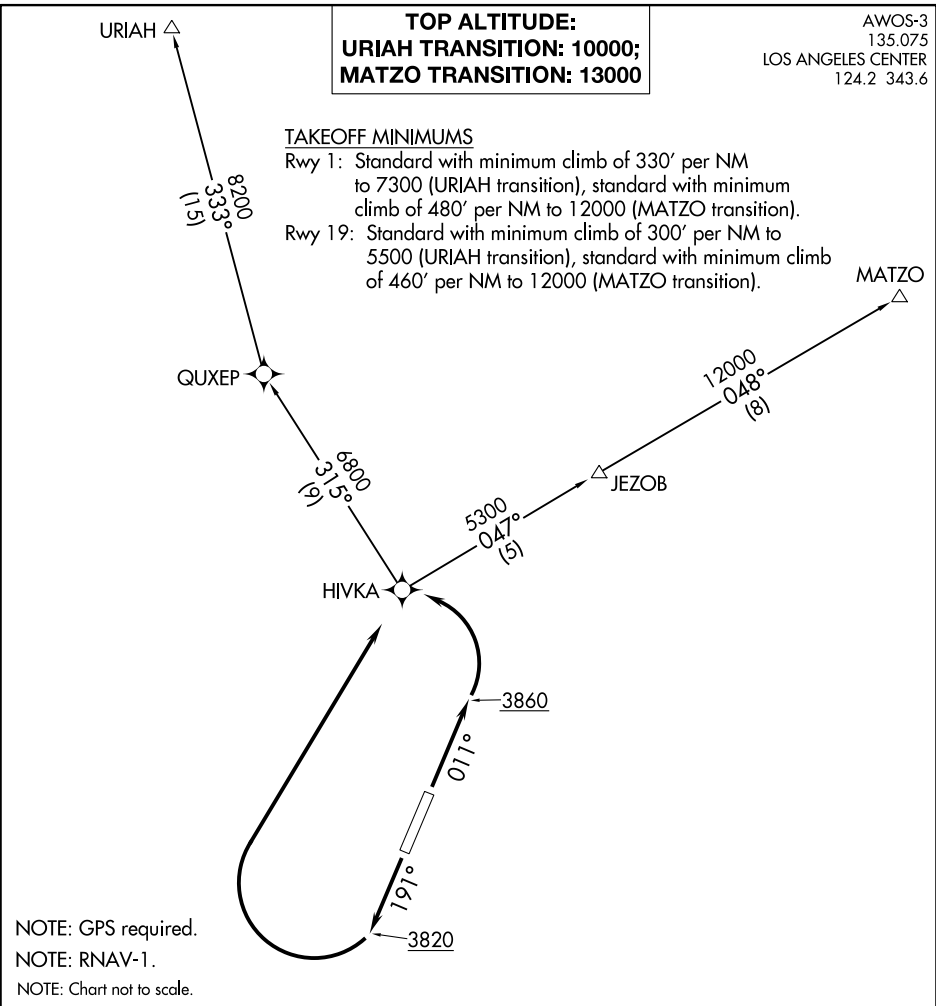 TOP ALTITUDE:
URIAH TRANSITION: 10000;
MATZO TRANSITION: 13000
AWOS-3
135.075
LOS ANGELES CENTER
124.2 343.6
URIAH
TAKEOFF MINIMUMS
Rwy 1: Standard with minimum climb of 330' per NM
to 7300 (URIAH transition), standard with minimum
climb of 480' per NM to 12000 (MATZO transition).
Rwy 19: Standard with minimum climb of 300' per NM to
5500 (URIAH transition), standard with minimum climb
of 460' per NM to 12000 (MATZO transition).
8200
333°
(15)
MATZO
QUXEP
12000
048°
(8)
6800
315°
(9)
JEZOB
5300
047°
(5)
HIVKA
3860
011°
191°
3820
NOTE: GPS required.
NOTE: RNAV-1.
NOTE: Chart not to scale.